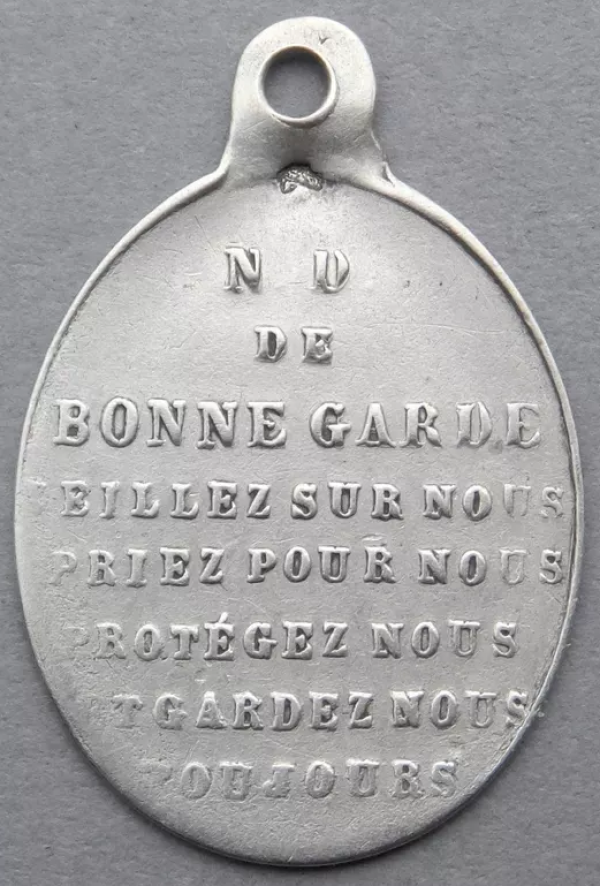 N D
DE
BONNE GARDE
VEILLEZ SUR NOUS
PRIEZ POUR NOUS
PROTÉGEZ NOUS
ET GARDEZ NOUS
TOUJOURS